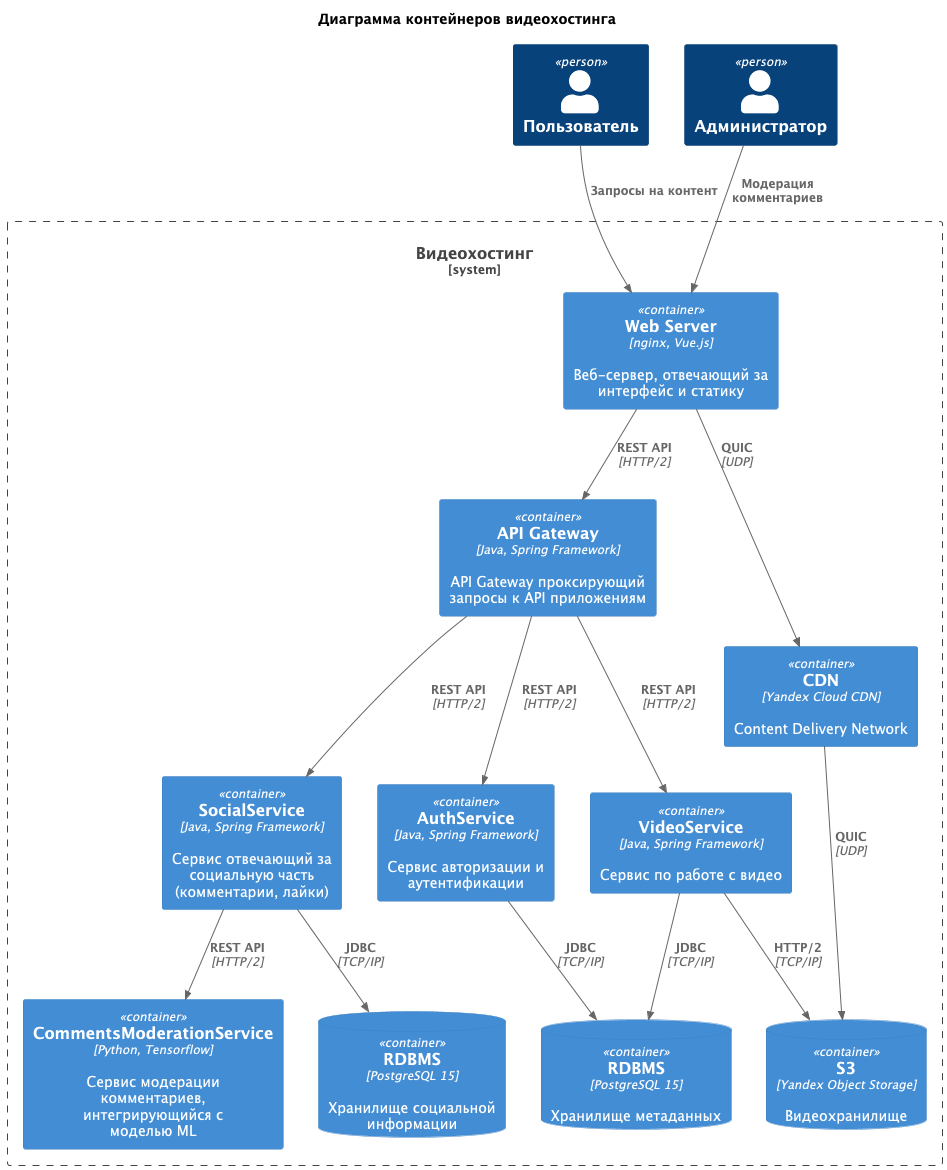 Диаграмма контейнеров видеохостинга
«person»
Пользователь
«person»
Администратор
Запросы на контент
Модерация
комментариев
Видеохостинг
[system]
«container»
Web Server
[nginx, Vue.js]
Веб-сервер, отвечающий за
интерфейс и статику
REST API
[HTTP/2]
QUIC
[UDP]
«container»
API Gateway
[Java, Spring Framework]
API Gateway проксирующий
запросы к API приложениям
«container»
CDN
[Yandex Cloud CDN]
Content Delivery Network
REST API
[HTTP/2]
REST API
[HTTP/2]
REST API
[HTTP/2]
«container»
SocialService
[Java, Spring Framework]
Сервис отвечающий за
социальную часть
(комментарии, лайки)
«container»
AuthService
[Java, Spring Framework]
Сервис авторизации и
аутентификации
«container»
VideoService
[Java, Spring Framework]
Сервис по работе с видео
QUIC
[UDP]
REST API
[HTTP/2]
JDBC
[TCP/IP]
JDBC
[TCP/IP]
JDBC
[TCP/IP]
HTTP/2
[TCP/IP]
«container»
CommentsModerationService
[Python, Tensorflow]
Сервис модерации
комментариев,
интегрирующийся с
моделью ML
«container»
RDBMS
[PostgreSQL 15]
Хранилище социальной
информации
«container»
RDBMS
[PostgreSQL 15]
Хранилище метаданных
«container»
S3
[Yandex Object Storage]
Видеохранилище